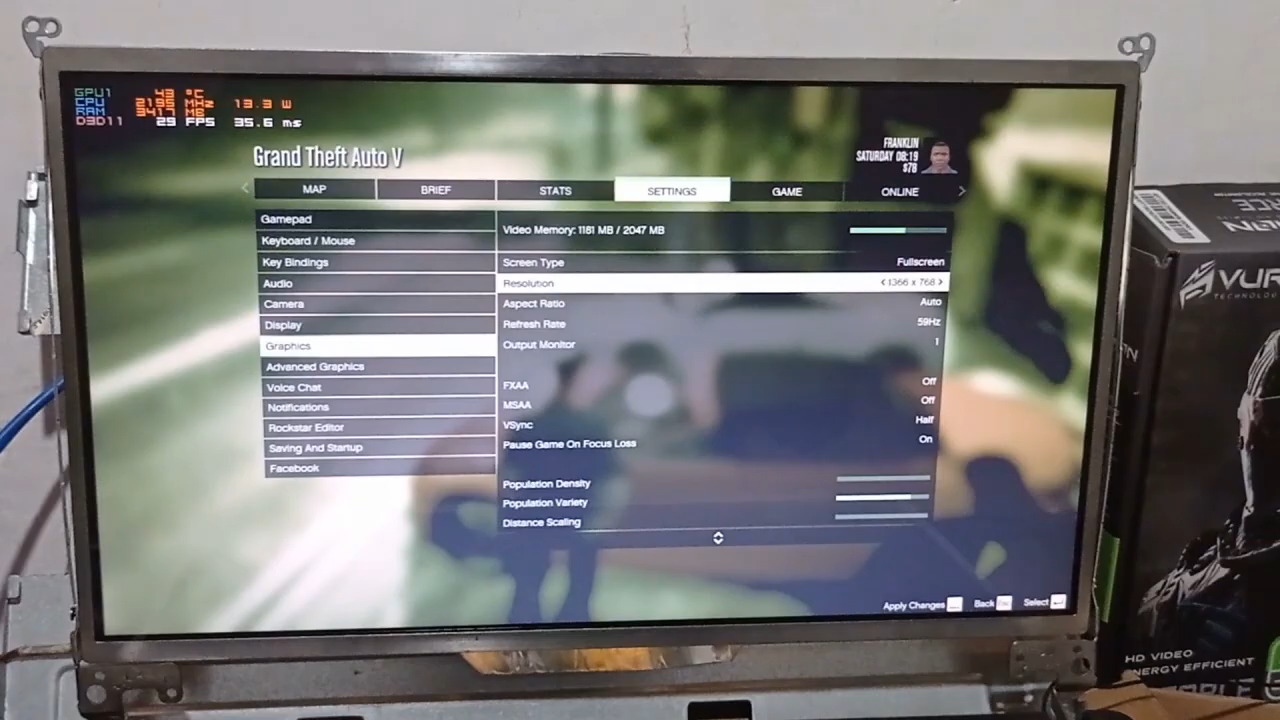 GPU1 43 °C
CPU 2195 MHz 13.3 W
RAM 3417 MB
D3D11 29 FPS 35.6 ms
Grand Theft Auto V
FRANKLIN
SATURDAY 08:19
$78
MAP BRIEF STATS SETTINGS GAME ONLINE
Gamepad
Keyboard / Mouse
Key Bindings
Audio
Camera
Display
Graphics
Advanced Graphics
Voice Chat
Notifications
Rockstar Editor
Saving And Startup
Facebook
Video Memory: 1181 MB / 2047 MB
Screen Type Fullscreen
Resolution 1366 x 768
Aspect Ratio Auto
Refresh Rate 59Hz
Output Monitor 1
FXAA Off
MSAA Off
VSync Half
Pause Game On Focus Loss On
Population Density
Population Variety
Distance Scaling
Apply Changes Back Select
HD VIDEO